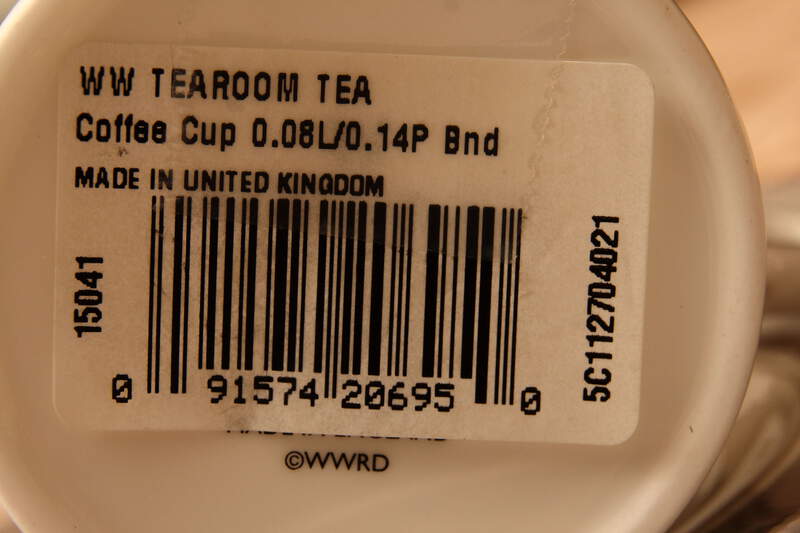 WW TEAROOM TEA
Coffee Cup 0.08L/0.14P Bnd
MADE IN UNITED KINGDOM
15041
5C112704021
0 91574 20695 0
©WWRD